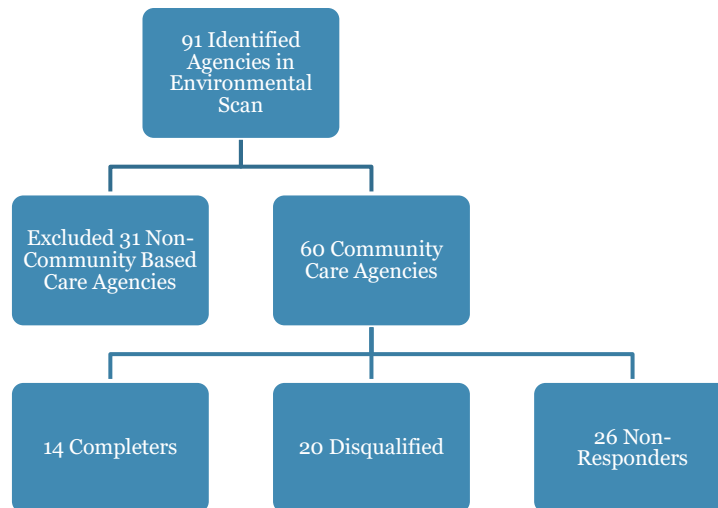 91 Identified
Agencies in
Environmental
Scan
Excluded 31 Non-
Community Based
Care Agencies
60 Community
Care Agencies
14 Completers
20 Disqualified
26 Non-
Responders